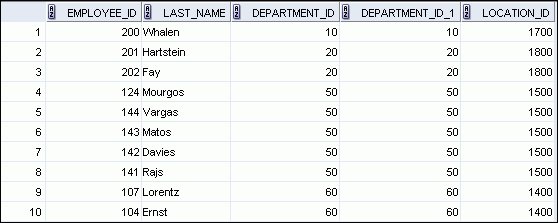 EMPLOYEE_ID LAST_NAME DEPARTMENT_ID DEPARTMENT_ID_1 LOCATION_ID
1 200 Whalen 10 10 1700
2 201 Hartstein 20 20 1800
3 202 Fay 20 20 1800
4 124 Mourgos 50 50 1500
5 144 Vargas 50 50 1500
6 143 Matos 50 50 1500
7 142 Davies 50 50 1500
8 141 Rajs 50 50 1500
9 107 Lorentz 60 60 1400
10 104 Ernst 60 60 1400